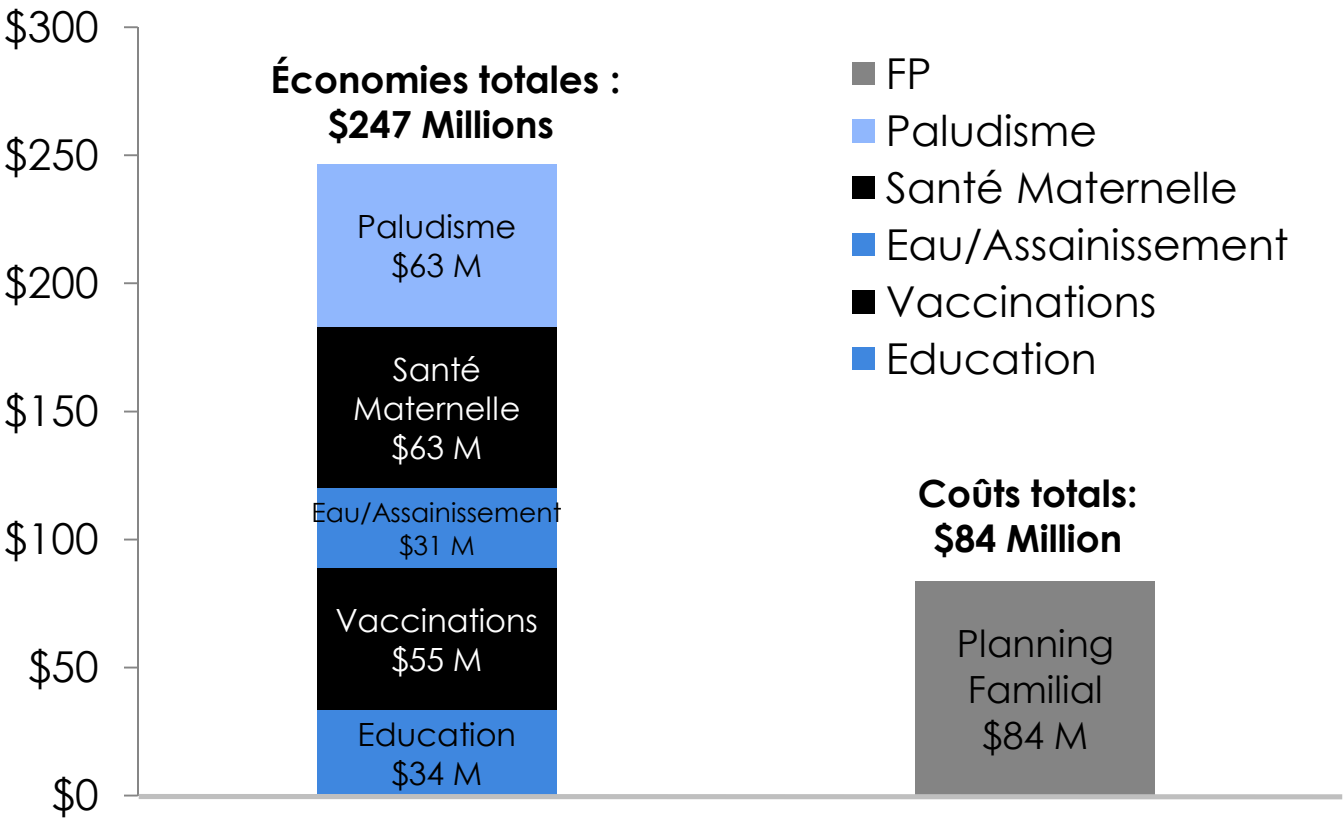 $300
$250
$200
$150
$100
$50
$0
Économies totales :
$247 Millions
Paludisme
$63 M
Santé
Maternelle
$63 M
Eau/Assainissement
$31 M
Vaccinations
$55 M
Education
$34 M
FP
Paludisme
Santé Maternelle
Eau/Assainissement
Vaccinations
Education
Coûts totals:
$84 Million
Planning
Familial
$84 M